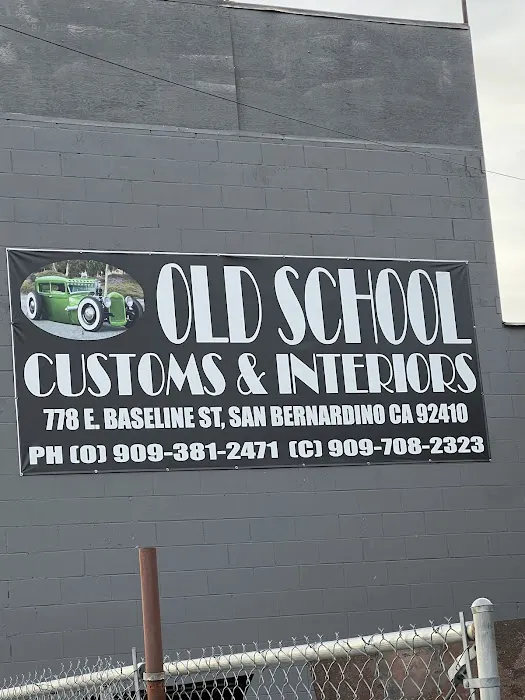 OLD SCHOOL
CUSTOMS & INTERIORS
778 E. BASELINE ST, SAN BERNARDINO CA 92410
PH (O) 909-381-2471 (C) 909-708-2323